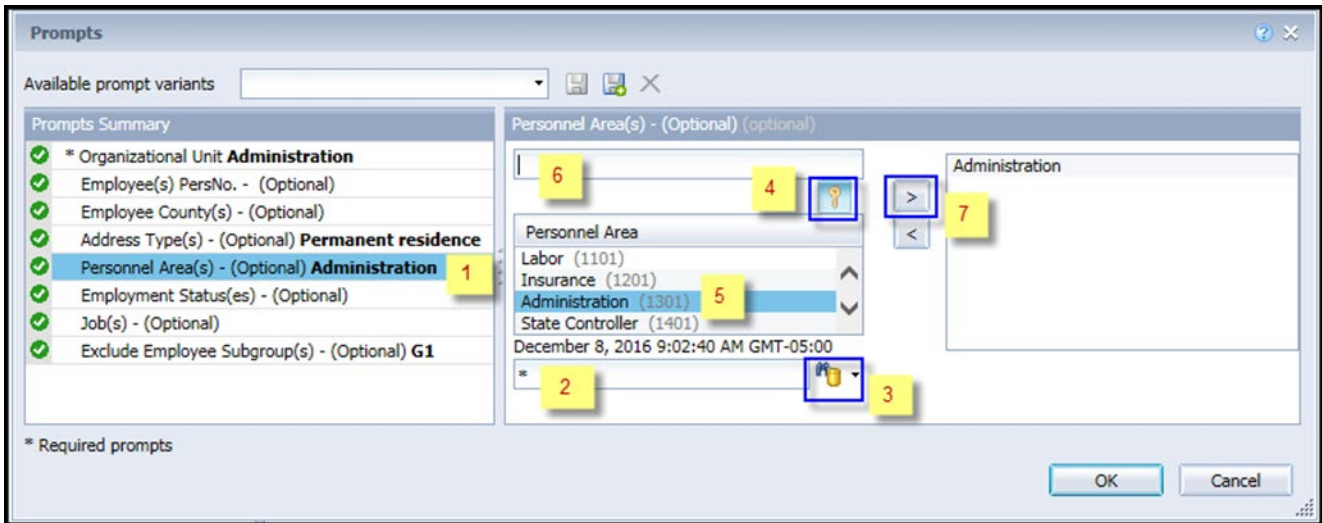 Prompts
Available prompt variants
Prompts Summary
* Organizational Unit Administration
Employee(s) PersNo. - (Optional)
Employee County(s) - (Optional)
Address Type(s) - (Optional) Permanent residence
Personnel Area(s) - (Optional) Administration
1
Employment Status(es) - (Optional)
Job(s) - (Optional)
Exclude Employee Subgroup(s) - (Optional) G1
Personnel Area(s) - (Optional) (optional)
6
4
Personnel Area
Labor (1101)
Insurance (1201)
Administration (1301)
5
State Controller (1401)
December 8, 2016 9:02:40 AM GMT-05:00
* 2
3
>
7
<
Administration
* Required prompts
OK Cancel